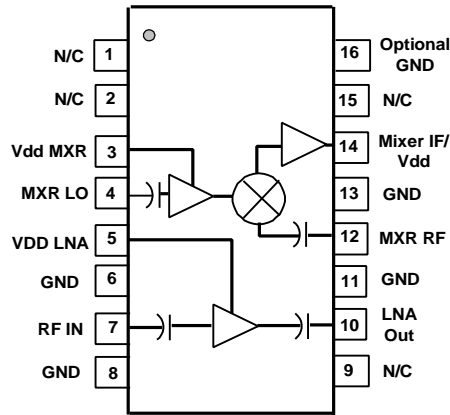 N/C 1
N/C 2
Vdd MXR 3
MXR LO 4
VDD LNA 5
GND 6
RF IN 7
GND 8
16 Optional
GND
15 N/C
14 Mixer IF/
Vdd
13 GND
12 MXR RF
11 GND
10 LNA
Out
9 N/C